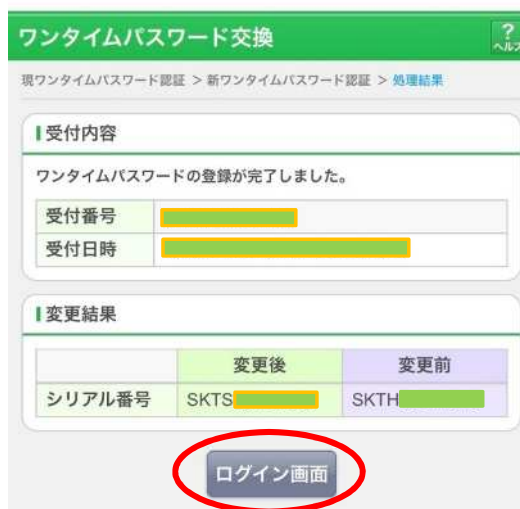 ワンタイムパスワード交換
?
ヘルプ
現ワンタイムパスワード認証 > 新ワンタイムパスワード認証 > 処理結果
受付内容
ワンタイムパスワードの登録が完了しました。
受付番号
受付日時
変更結果
変更後 変更前
シリアル番号 SKTS SKTH
ログイン画面